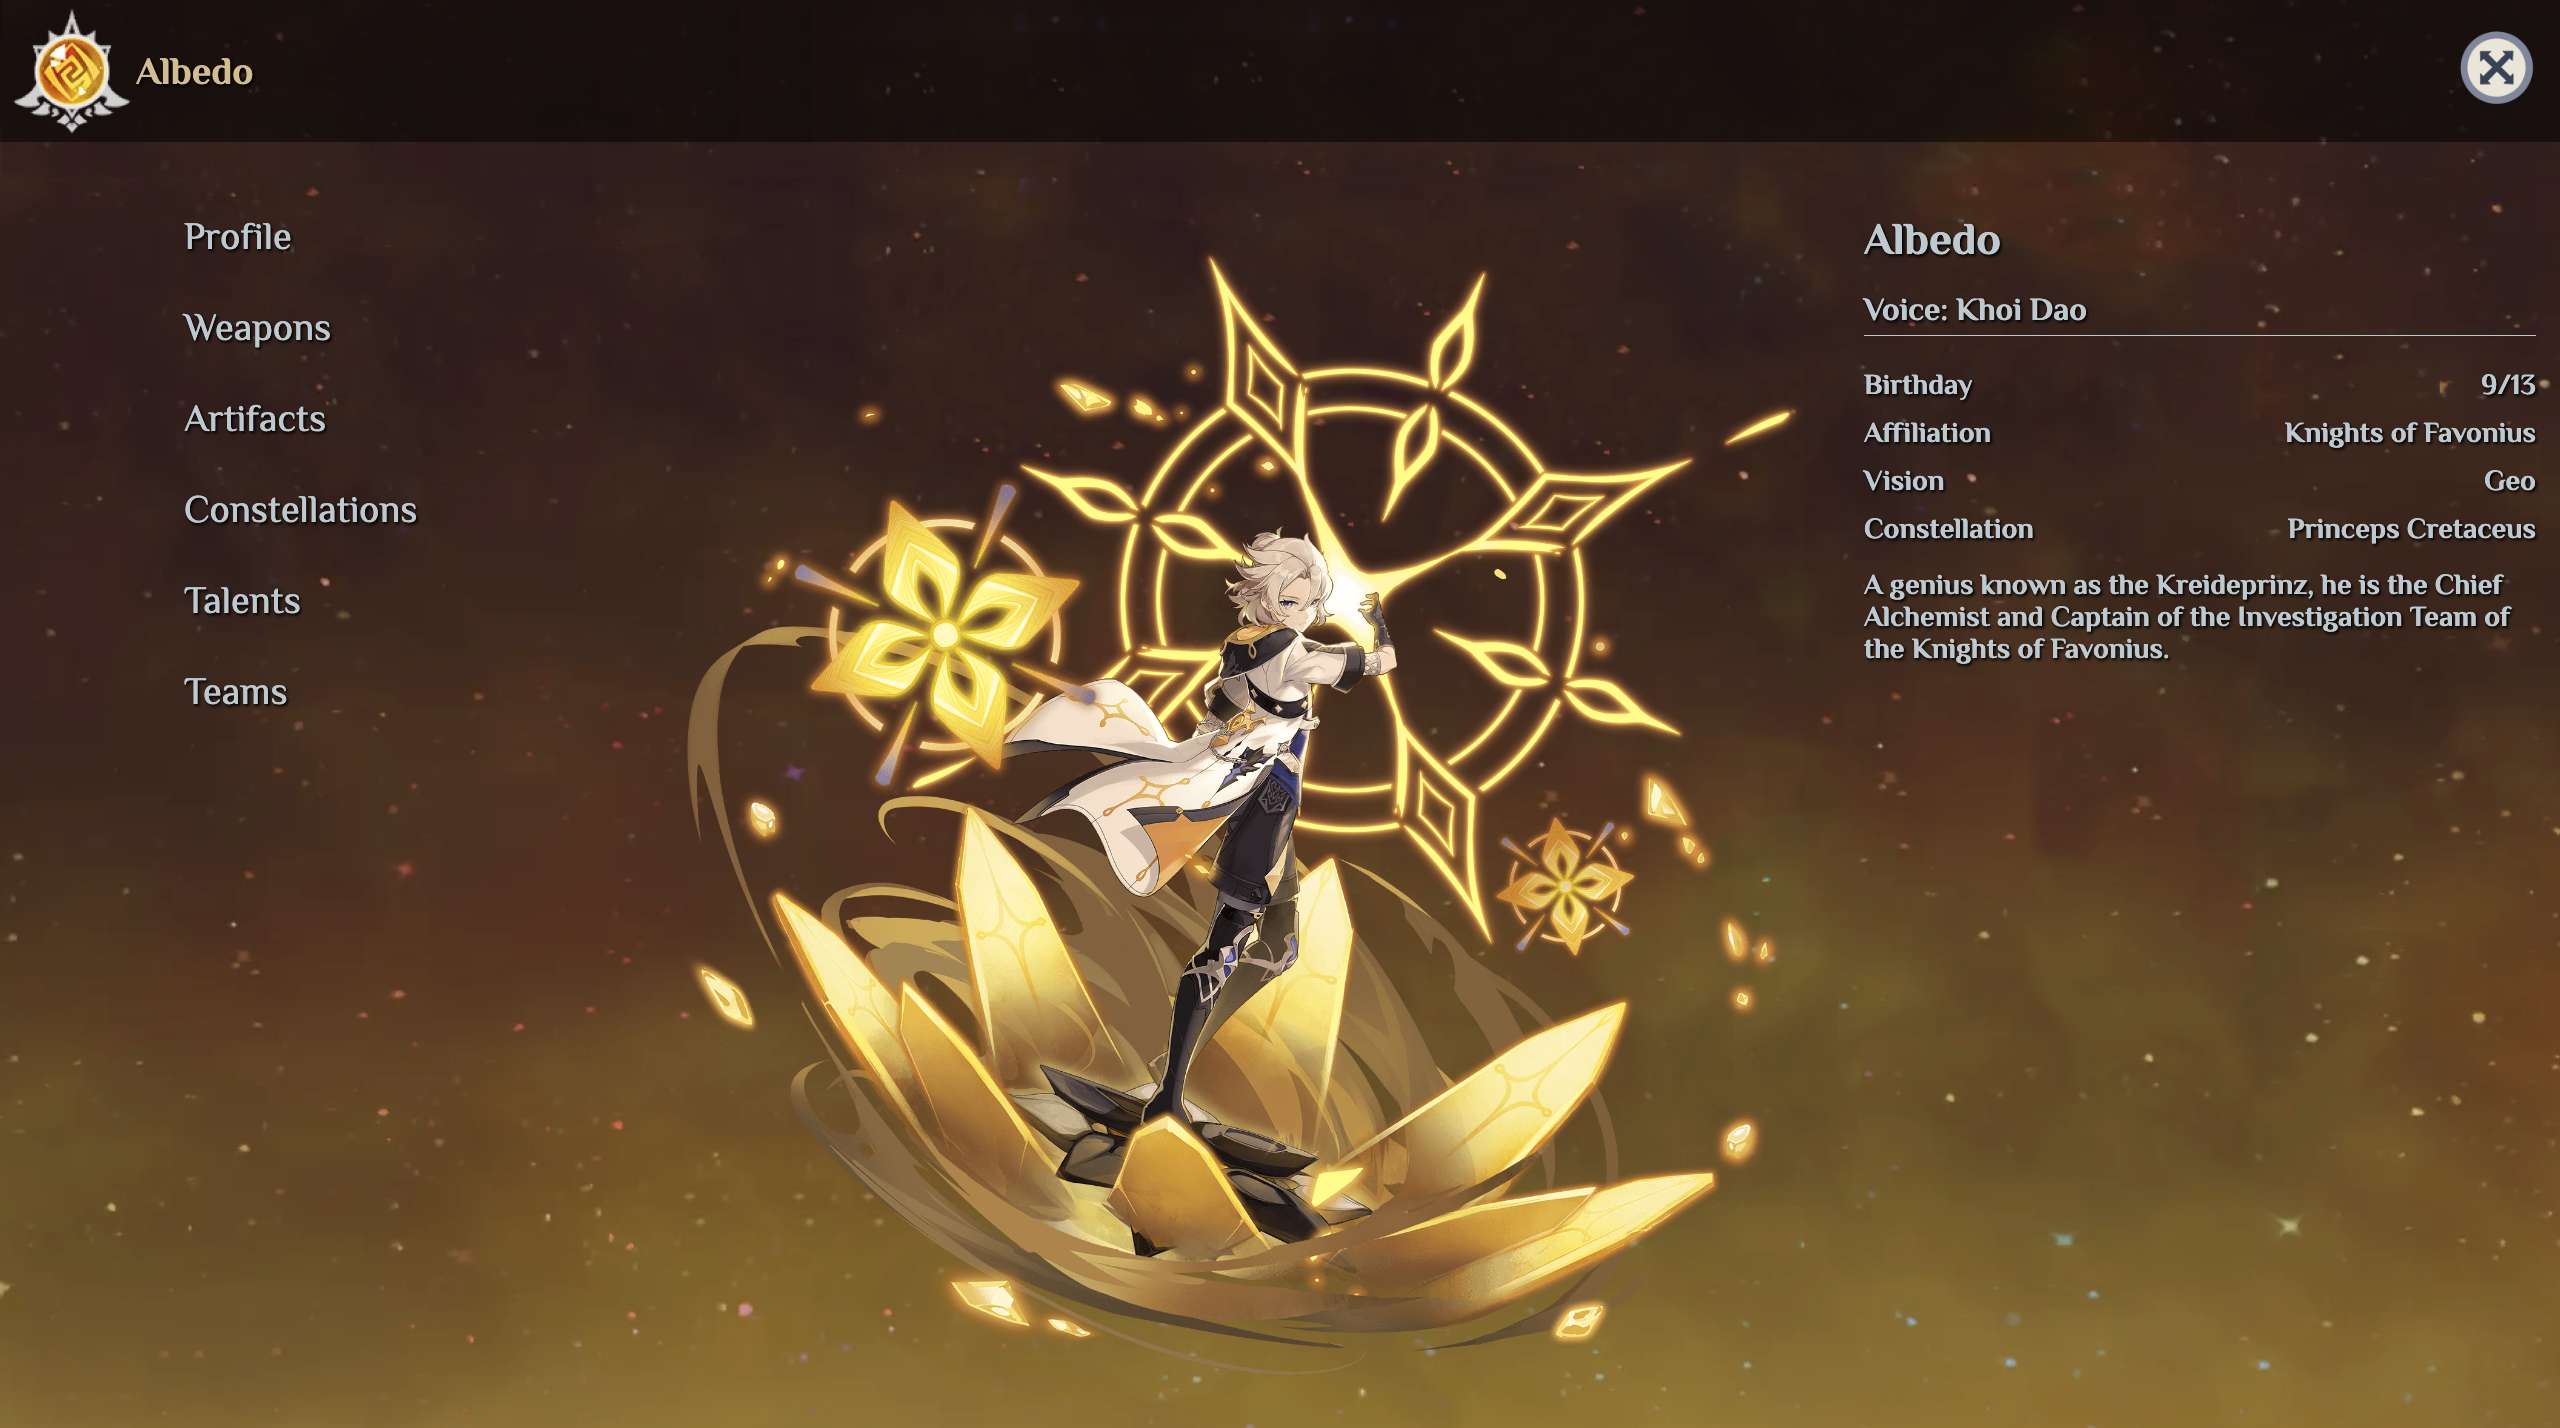 Albedo
Profile
Weapons
Artifacts
Constellations
Talents
Teams
Albedo
Voice: Khoi Dao
Birthday 9/13
Affiliation Knights of Favonius
Vision Geo
Constellation Princeps Cretaceus
A genius known as the Kreideprinz, he is the Chief
Alchemist and Captain of the Investigation Team of
the Knights of Favonius.